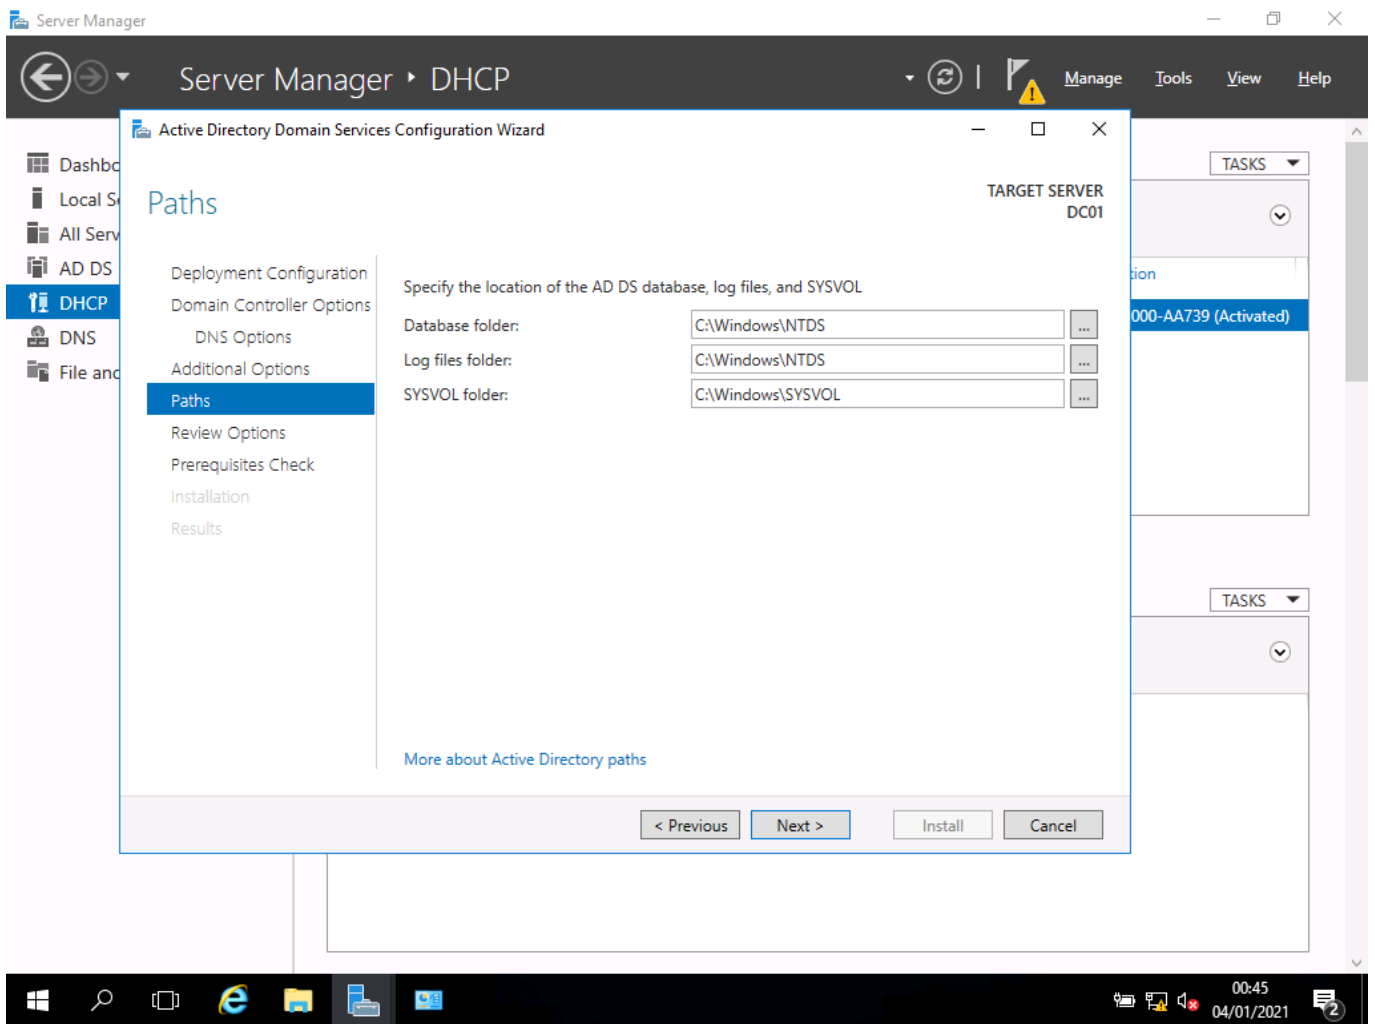 Server Manager
Server Manager ‣ DHCP
Manage Tools View Help
Active Directory Domain Services Configuration Wizard
Dashbo
Local Se
All Serv
AD DS
DHCP
DNS
File and
TASKS
Paths
TARGET SERVER
DC01
Deployment Configuration
Domain Controller Options
DNS Options
Additional Options
Paths
Review Options
Prerequisites Check
Installation
Results
Specify the location of the AD DS database, log files, and SYSVOL
Database folder: C:\Windows\NTDS ...
Log files folder: C:\Windows\NTDS ...
SYSVOL folder: C:\Windows\SYSVOL ...
More about Active Directory paths
< Previous Next > Install Cancel
tion
000-AA739 (Activated)
TASKS
00:45
04/01/2021
2